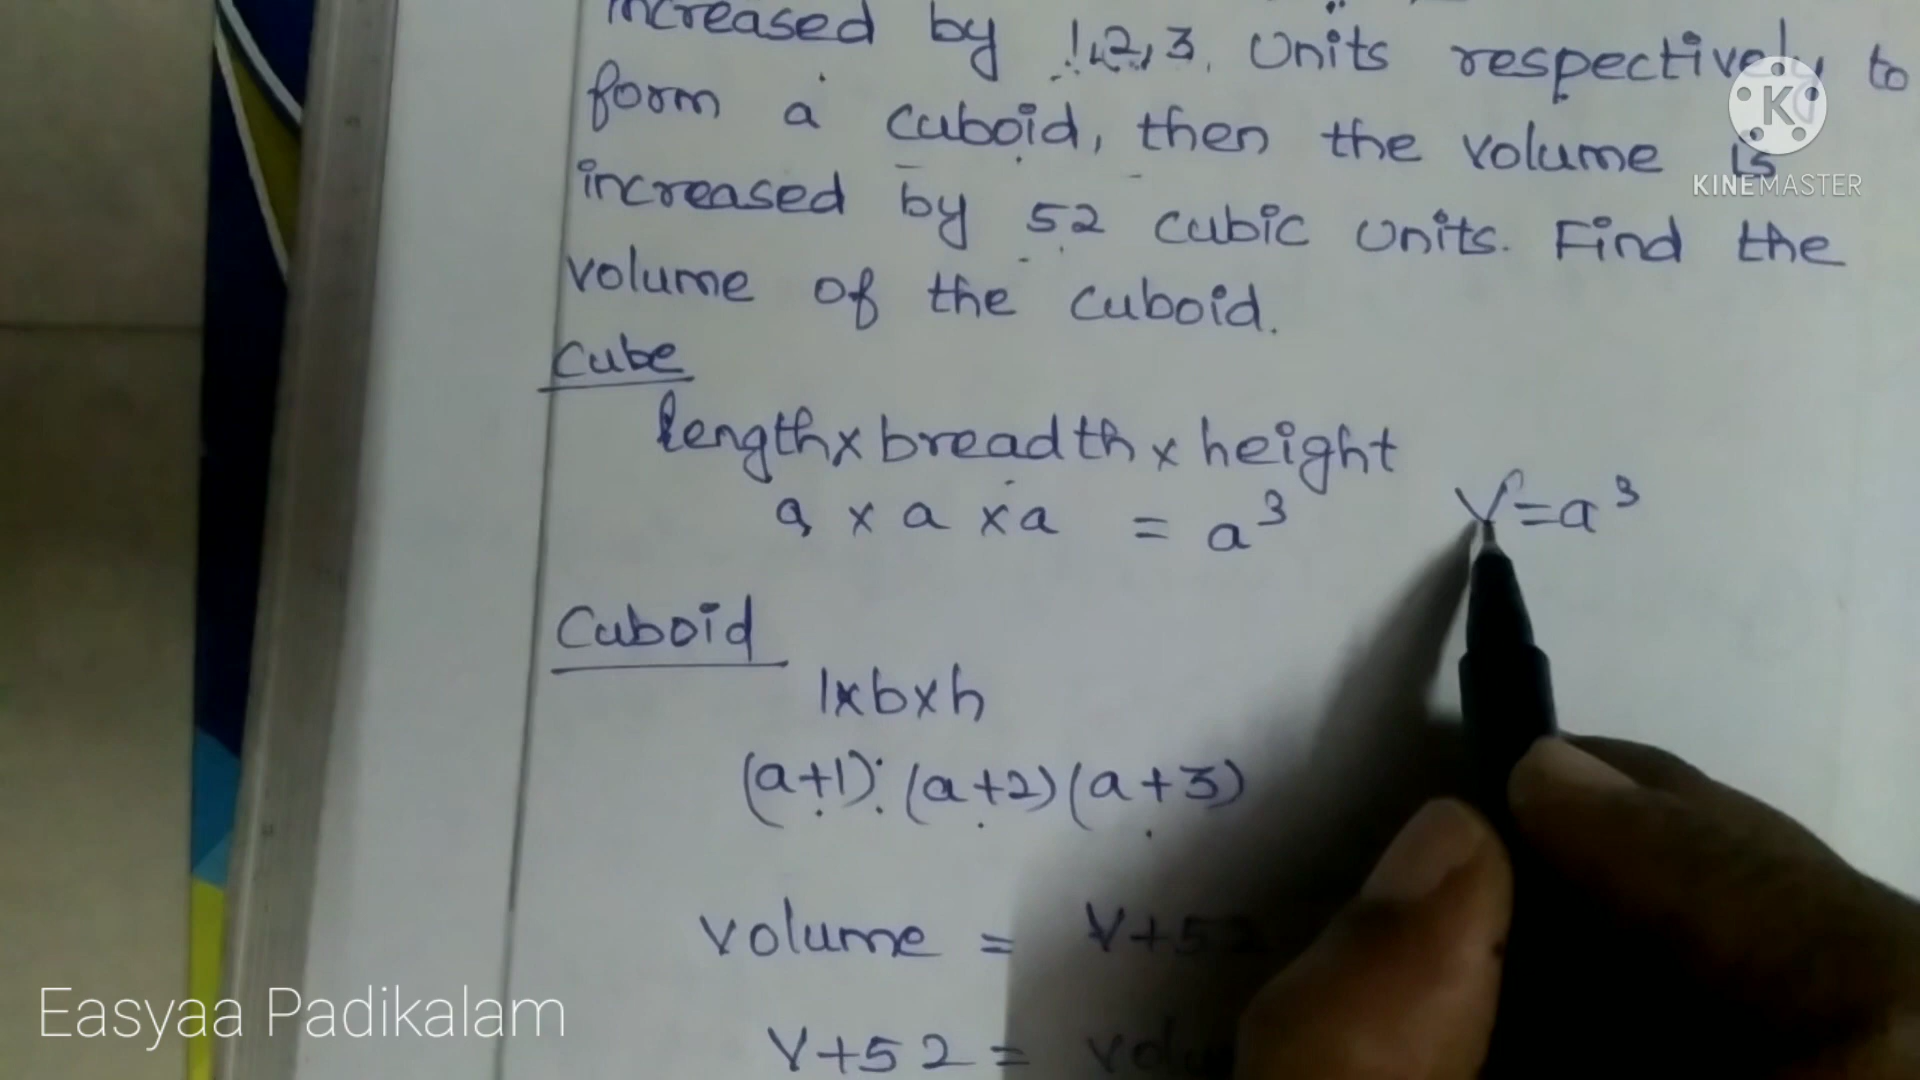 increased by 1,2,3. Units respectively to
form a cuboid, then the volume is
increased by 52 cubic units. Find the
volume of the cuboid.
Cube
length x breadth x height
a x a x a = a³ V = a³
Cuboid
l x b x h
(a+1) (a+2) (a+3)
volume = V+52
V+52 =
K
KINEMASTER
Easyaa Padikalam